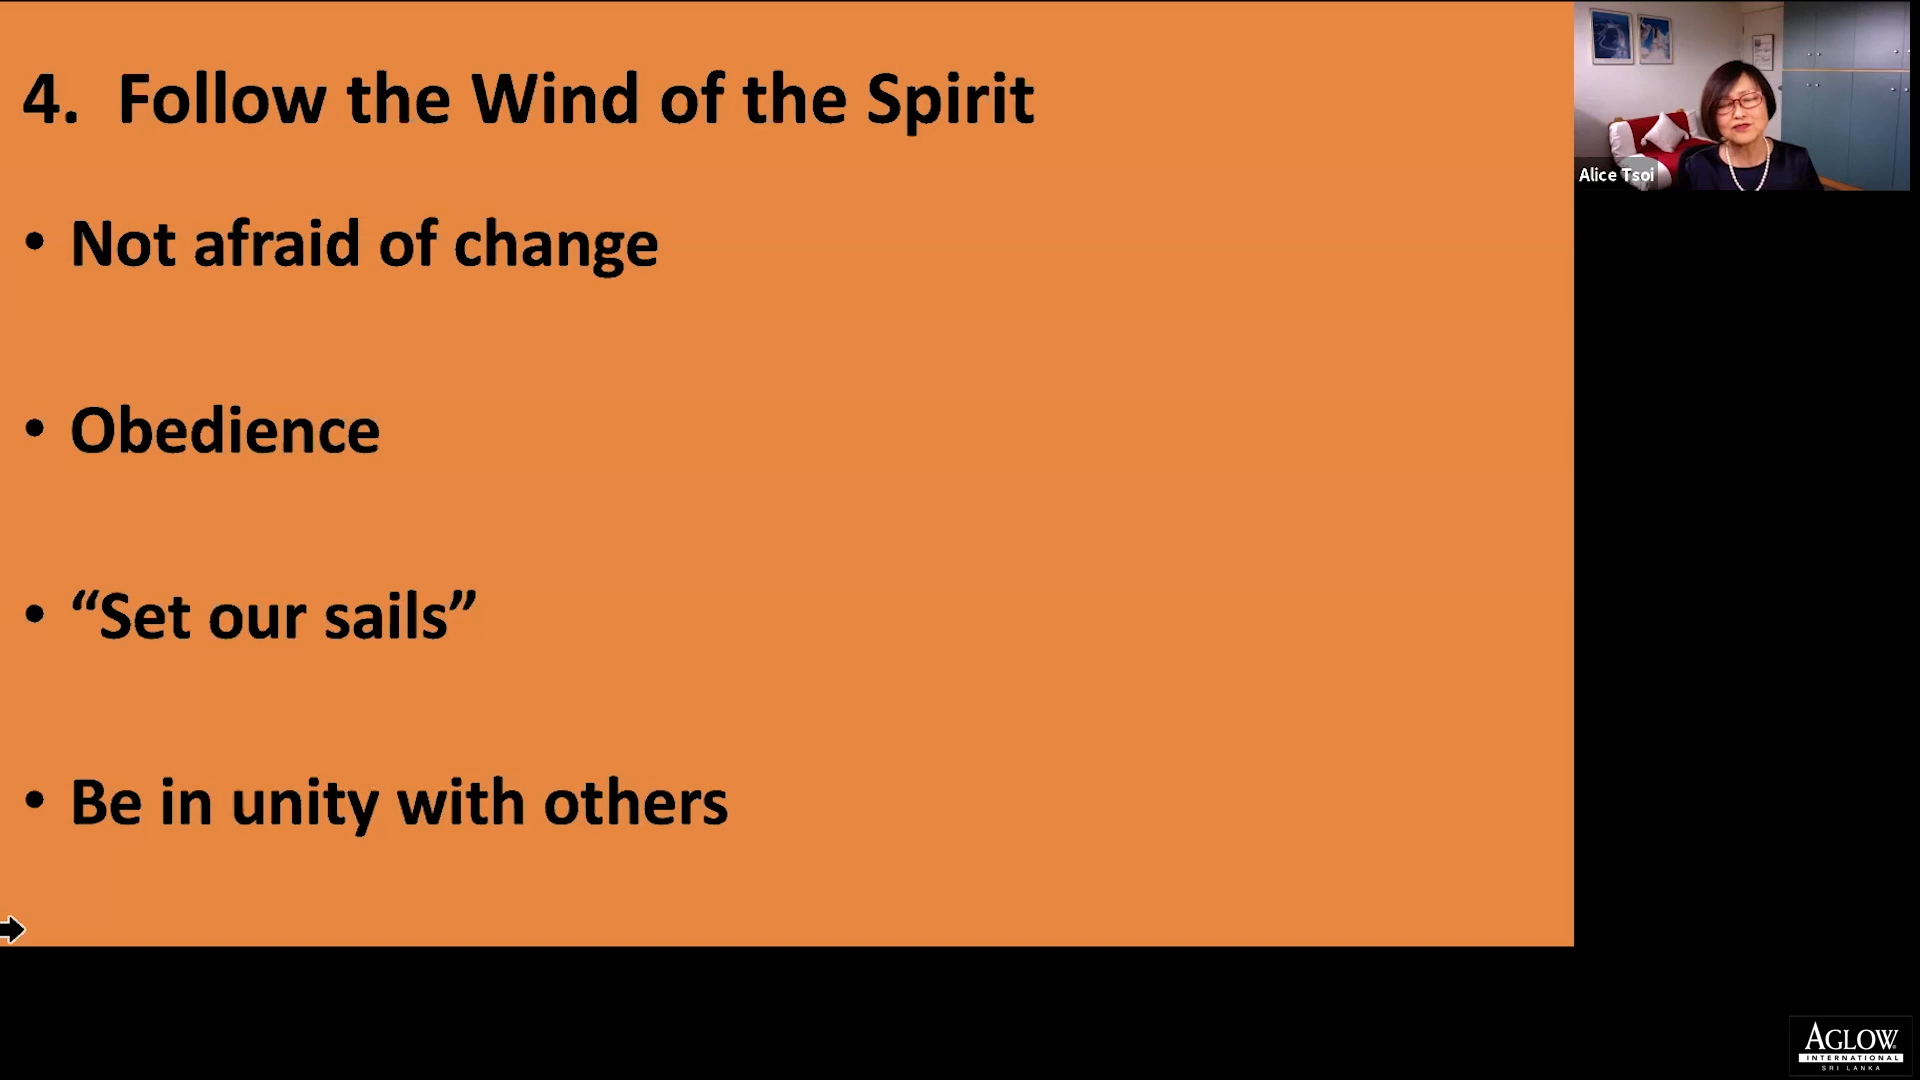 4. Follow the Wind of the Spirit
• Not afraid of change
• Obedience
• “Set our sails”
• Be in unity with others
Alice Tsoi
AGLOW
INTERNATIONAL
SRI LANKA